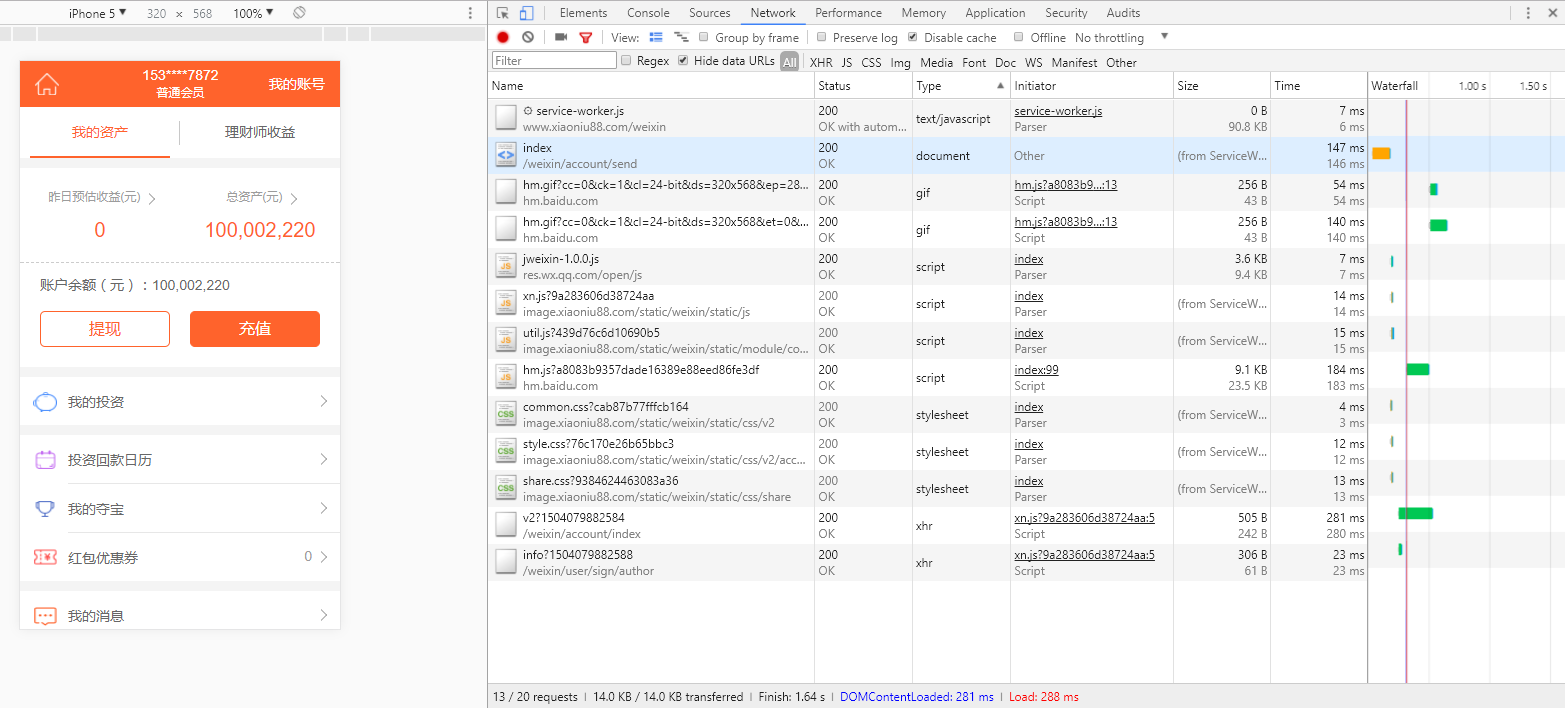 iPhone 5 ▼ 320 × 568 100% ▼
153****7872
普通会员
我的账号
我的资产 理财师收益
昨日预估收益(元) 总资产(元)
0 100,002,220
账户余额（元）：100,002,220
提现 充值
我的投资
投资回款日历
我的夺宝
红包优惠券 0
我的消息
Elements Console Sources Network Performance Memory Application Security Audits
View: Group by frame Preserve log Disable cache Offline No throttling ▼
Filter Regex Hide data URLs All XHR JS CSS Img Media Font Doc WS Manifest Other
Name Status Type ▲ Initiator Size Time Waterfall 1.00 s 1.50 s
service-worker.js 200 text/javascript service-worker.js 0 B 7 ms
www.xiaoniu88.com/weixin OK with autom... Parser 90.8 KB 6 ms
index 200 document Other (from ServiceW... 147 ms
/weixin/account/send OK 146 ms
hm.gif?cc=0&ck=1&cl=24-bit&ds=320x568&ep=28... 200 gif hm.js?a8083b9...:13 256 B 54 ms
hm.baidu.com OK Script 43 B 54 ms
hm.gif?cc=0&ck=1&cl=24-bit&ds=320x568&et=0&... 200 gif hm.js?a8083b9...:13 256 B 140 ms
hm.baidu.com OK Script 43 B 140 ms
jweixin-1.0.0.js 200 script index 3.6 KB 7 ms
res.wx.qq.com/open/js OK Parser 9.4 KB 7 ms
xn.js?9a283606d38724aa 200 script index (from ServiceW... 14 ms
image.xiaoniu88.com/static/weixin/static/js OK Parser 14 ms
util.js?439d76c6d10690b5 200 script index (from ServiceW... 15 ms
image.xiaoniu88.com/static/weixin/static/module/co... OK Parser 15 ms
hm.js?a8083b9357dade16389e88eed86fe3df 200 script index:99 9.1 KB 184 ms
hm.baidu.com OK Script 23.5 KB 183 ms
common.css?cab87b77fffcb164 200 stylesheet index (from ServiceW... 4 ms
image.xiaoniu88.com/static/weixin/static/css/v2 OK Parser 3 ms
style.css?76c170e26b65bbc3 200 stylesheet index (from ServiceW... 12 ms
image.xiaoniu88.com/static/weixin/static/css/v2/acc... OK Parser 12 ms
share.css?9384624463083a36 200 stylesheet index (from ServiceW... 13 ms
image.xiaoniu88.com/static/weixin/static/css/share OK Parser 13 ms
v2?1504079882584 200 xhr xn.js?9a283606d38724aa:5 505 B 281 ms
/weixin/account/index OK Script 242 B 280 ms
info?1504079882588 200 xhr xn.js?9a283606d38724aa:5 306 B 23 ms
/weixin/user/sign/author OK Script 61 B 23 ms
13 / 20 requests | 14.0 KB / 14.0 KB transferred | Finish: 1.64 s | DOMContentLoaded: 281 ms | Load: 288 ms